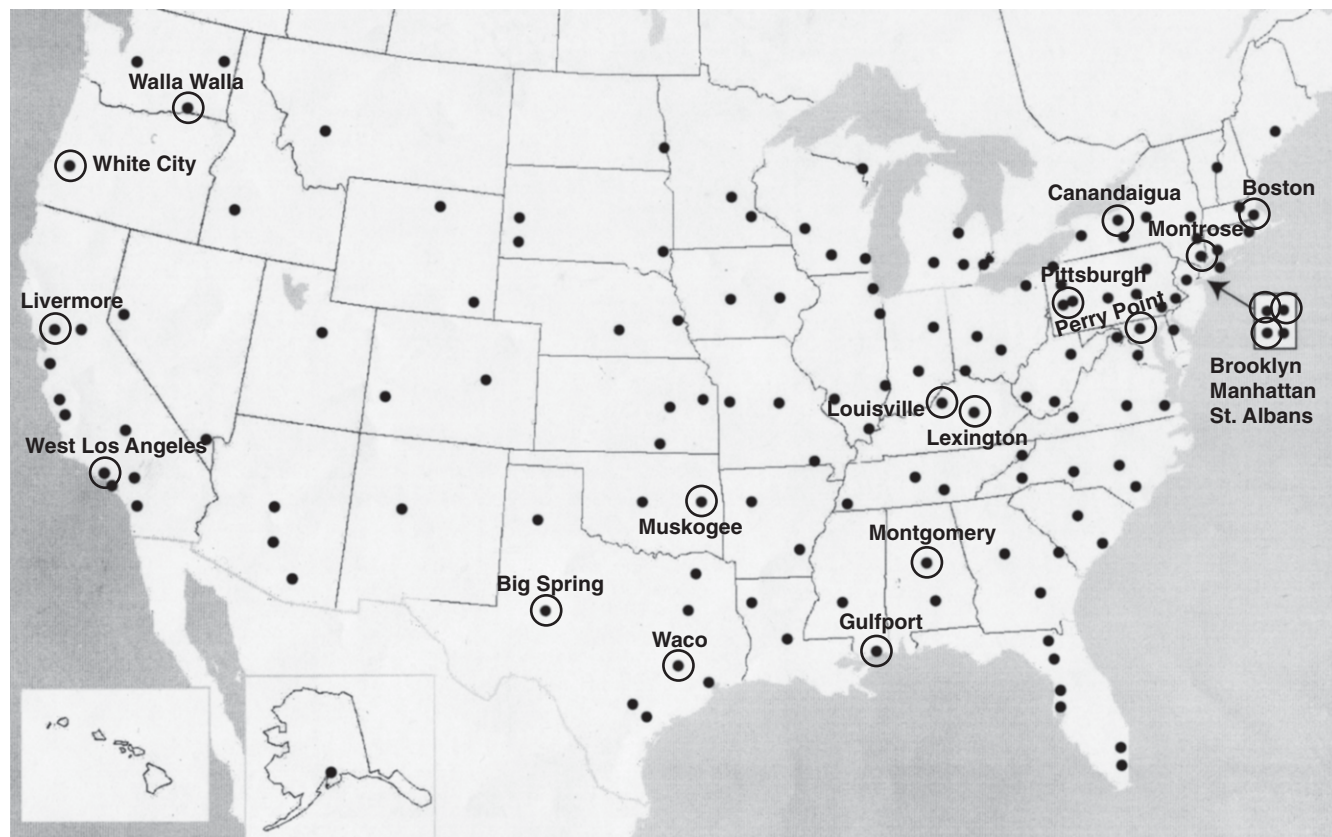 Walla Walla
White City
Canandaigua
Boston
Montrose
Pittsburgh
Livermore
Perry Point
Brooklyn
Manhattan
St. Albans
Louisville
Lexington
West Los Angeles
Muskogee
Montgomery
Big Spring
Gulfport
Waco